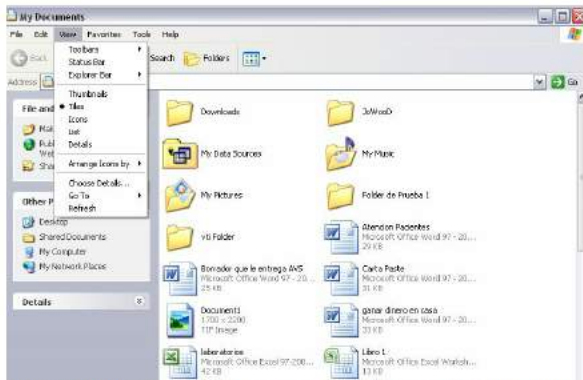 My Documents
File Edit View Favorites Tools Help
Back Search Folders
Address Go
Toolbars
Status Bar
Explorer Bar
Thumbnails
Tiles
Icons
List
Details
Arrange Icons by
Choose Details...
Go To
Refresh
File and
Other P
Desktop
Shared Documents
My Computer
My Network Places
Details
Downloads
JoWooD
My Data Sources
My Music
My Pictures
Folder de Prueba 1
vti Folder
Atencion Pacientes
Microsoft Office Word 97 - 20...
29 KB
Borrador que le entrega AVS
Microsoft Office Word 97 - 20...
25 KB
Carta Paste
Microsoft Office Word 97 - 20...
31 KB
Document1
1700 x 2200
TIF Image
ganar dinero en casa
Microsoft Office Word 97 - 20...
33 KB
laboratorios
Microsoft Office Excel 97-200...
42 KB
Libro 1
Microsoft Office Excel Worksh...
13 KB